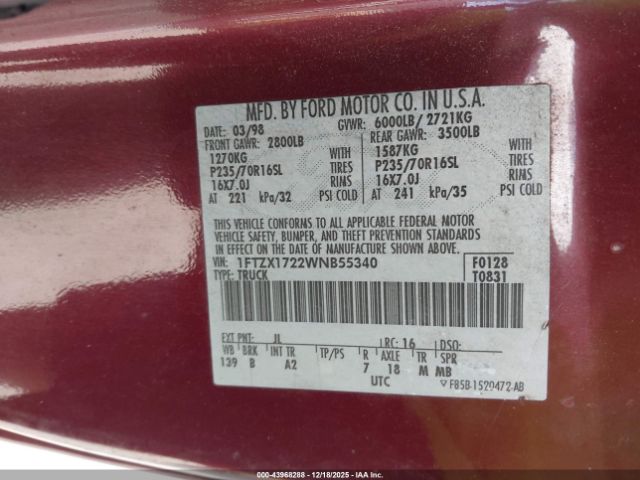 MFD. BY FORD MOTOR CO. IN U.S.A.
DATE: 03/98 GVWR: 6000LB/ 2721KG
FRONT GAWR: 2800LB REAR GAWR: 3500LB
1270KG WITH 1587KG WITH
P235/70R16SL TIRES P235/70R16SL TIRES
16X7.0J RIMS 16X7.0J RIMS
AT 221 kPa/32 PSI COLD AT 241 kPa/35 PSI COLD
THIS VEHICLE CONFORMS TO ALL APPLICABLE FEDERAL MOTOR
VEHICLE SAFETY, BUMPER, AND THEFT PREVENTION STANDARDS
IN EFFECT ON THE DATE OF MANUFACTURE SHOWN ABOVE.
VIN: 1FTZX1722WNB55340 F0128
TYPE: TRUCK T0831
EXT PNT: JL RC: 16 DSO:
WB BRK INT TR TP/PS R AXLE TR SPR
139 B A2 7 18 M MB
UTC F85B-1520472-AB
000-43968288 - 12/18/2025 - IAAI.COM